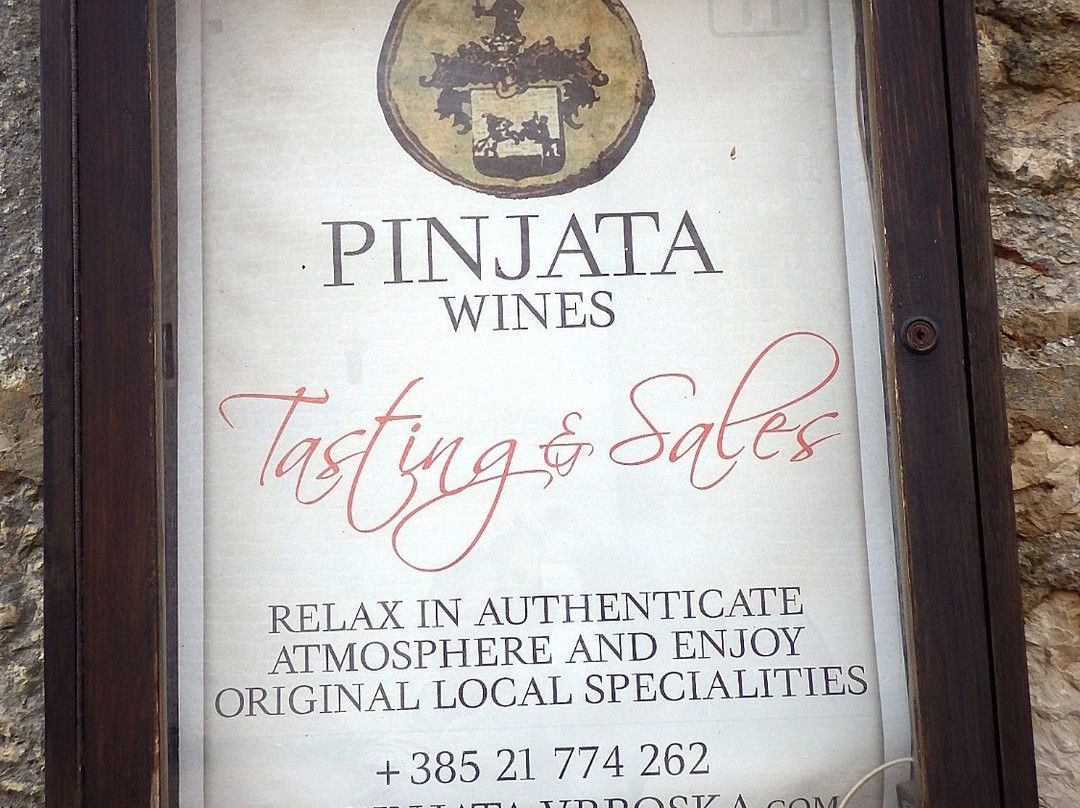 PINJATA
WINES
Tasting & Sales
RELAX IN AUTHENTICATE
ATMOSPHERE AND ENJOY
ORIGINAL LOCAL SPECIALITIES
+385 21 774 262